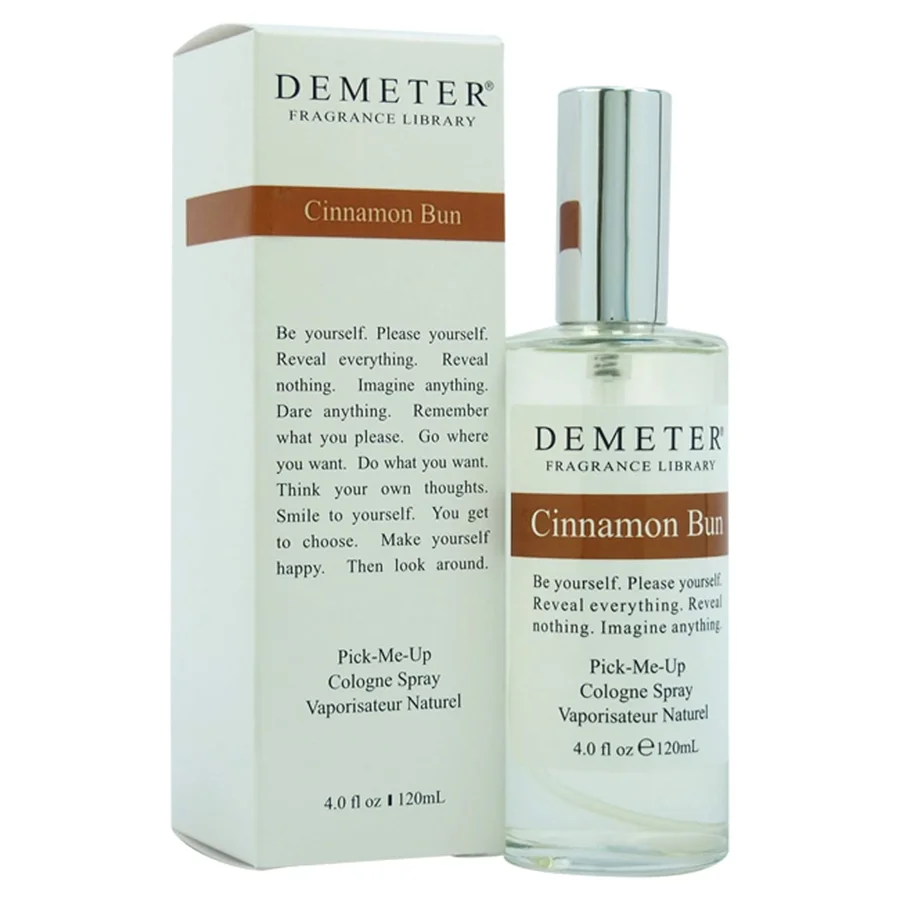 DEMETER®
FRAGRANCE LIBRARY
Cinnamon Bun
Be yourself. Please yourself.
Reveal everything. Reveal
nothing. Imagine anything.
Dare anything. Remember
what you please. Go where
you want. Do what you want.
Think your own thoughts.
Smile to yourself. You get
to choose. Make yourself
happy. Then look around.
Pick-Me-Up
Cologne Spray
Vaporisateur Naturel
4.0 fl oz 120mL
DEMETER®
FRAGRANCE LIBRARY
Cinnamon Bun
Be yourself. Please yourself.
Reveal everything. Reveal
nothing. Imagine anything.
Pick-Me-Up
Cologne Spray
Vaporisateur Naturel
4.0 fl oz ℮120mL